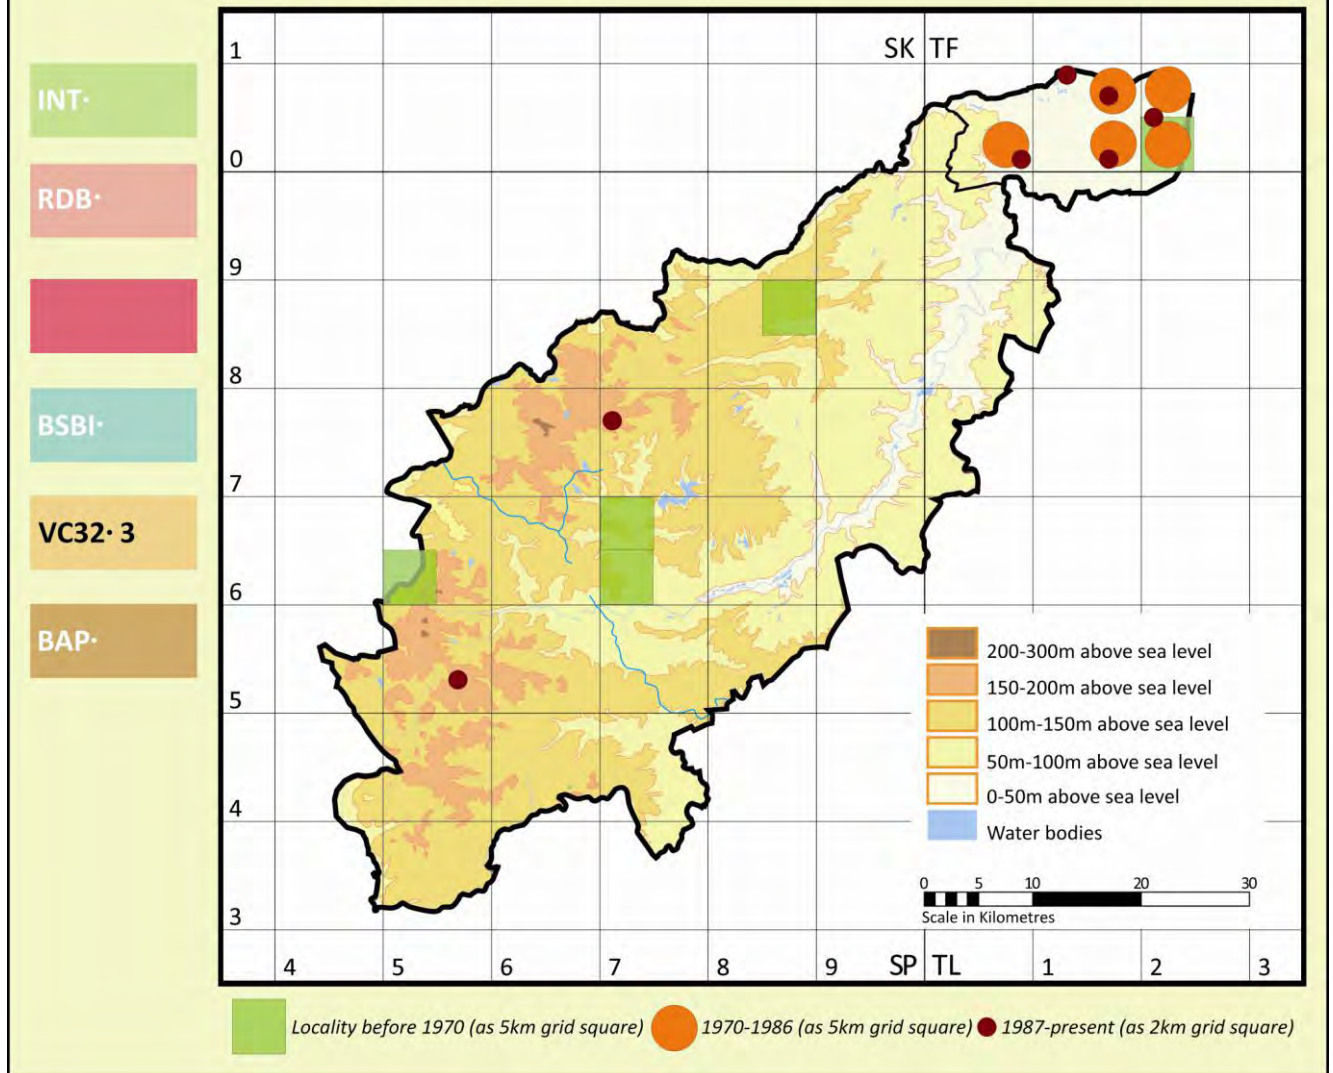 INT·
RDB·
BSBI·
VC32· 3
BAP·
1
SK TF
0
9
8
7
6
5
4
3
4 5 6 7 8 9 SP TL 1 2 3
200-300m above sea level
150-200m above sea level
100m-150m above sea level
50m-100m above sea level
0-50m above sea level
Water bodies
0 5 10 20 30
Scale in Kilometres
Locality before 1970 (as 5km grid square) 1970-1986 (as 5km grid square) 1987-present (as 2km grid square)